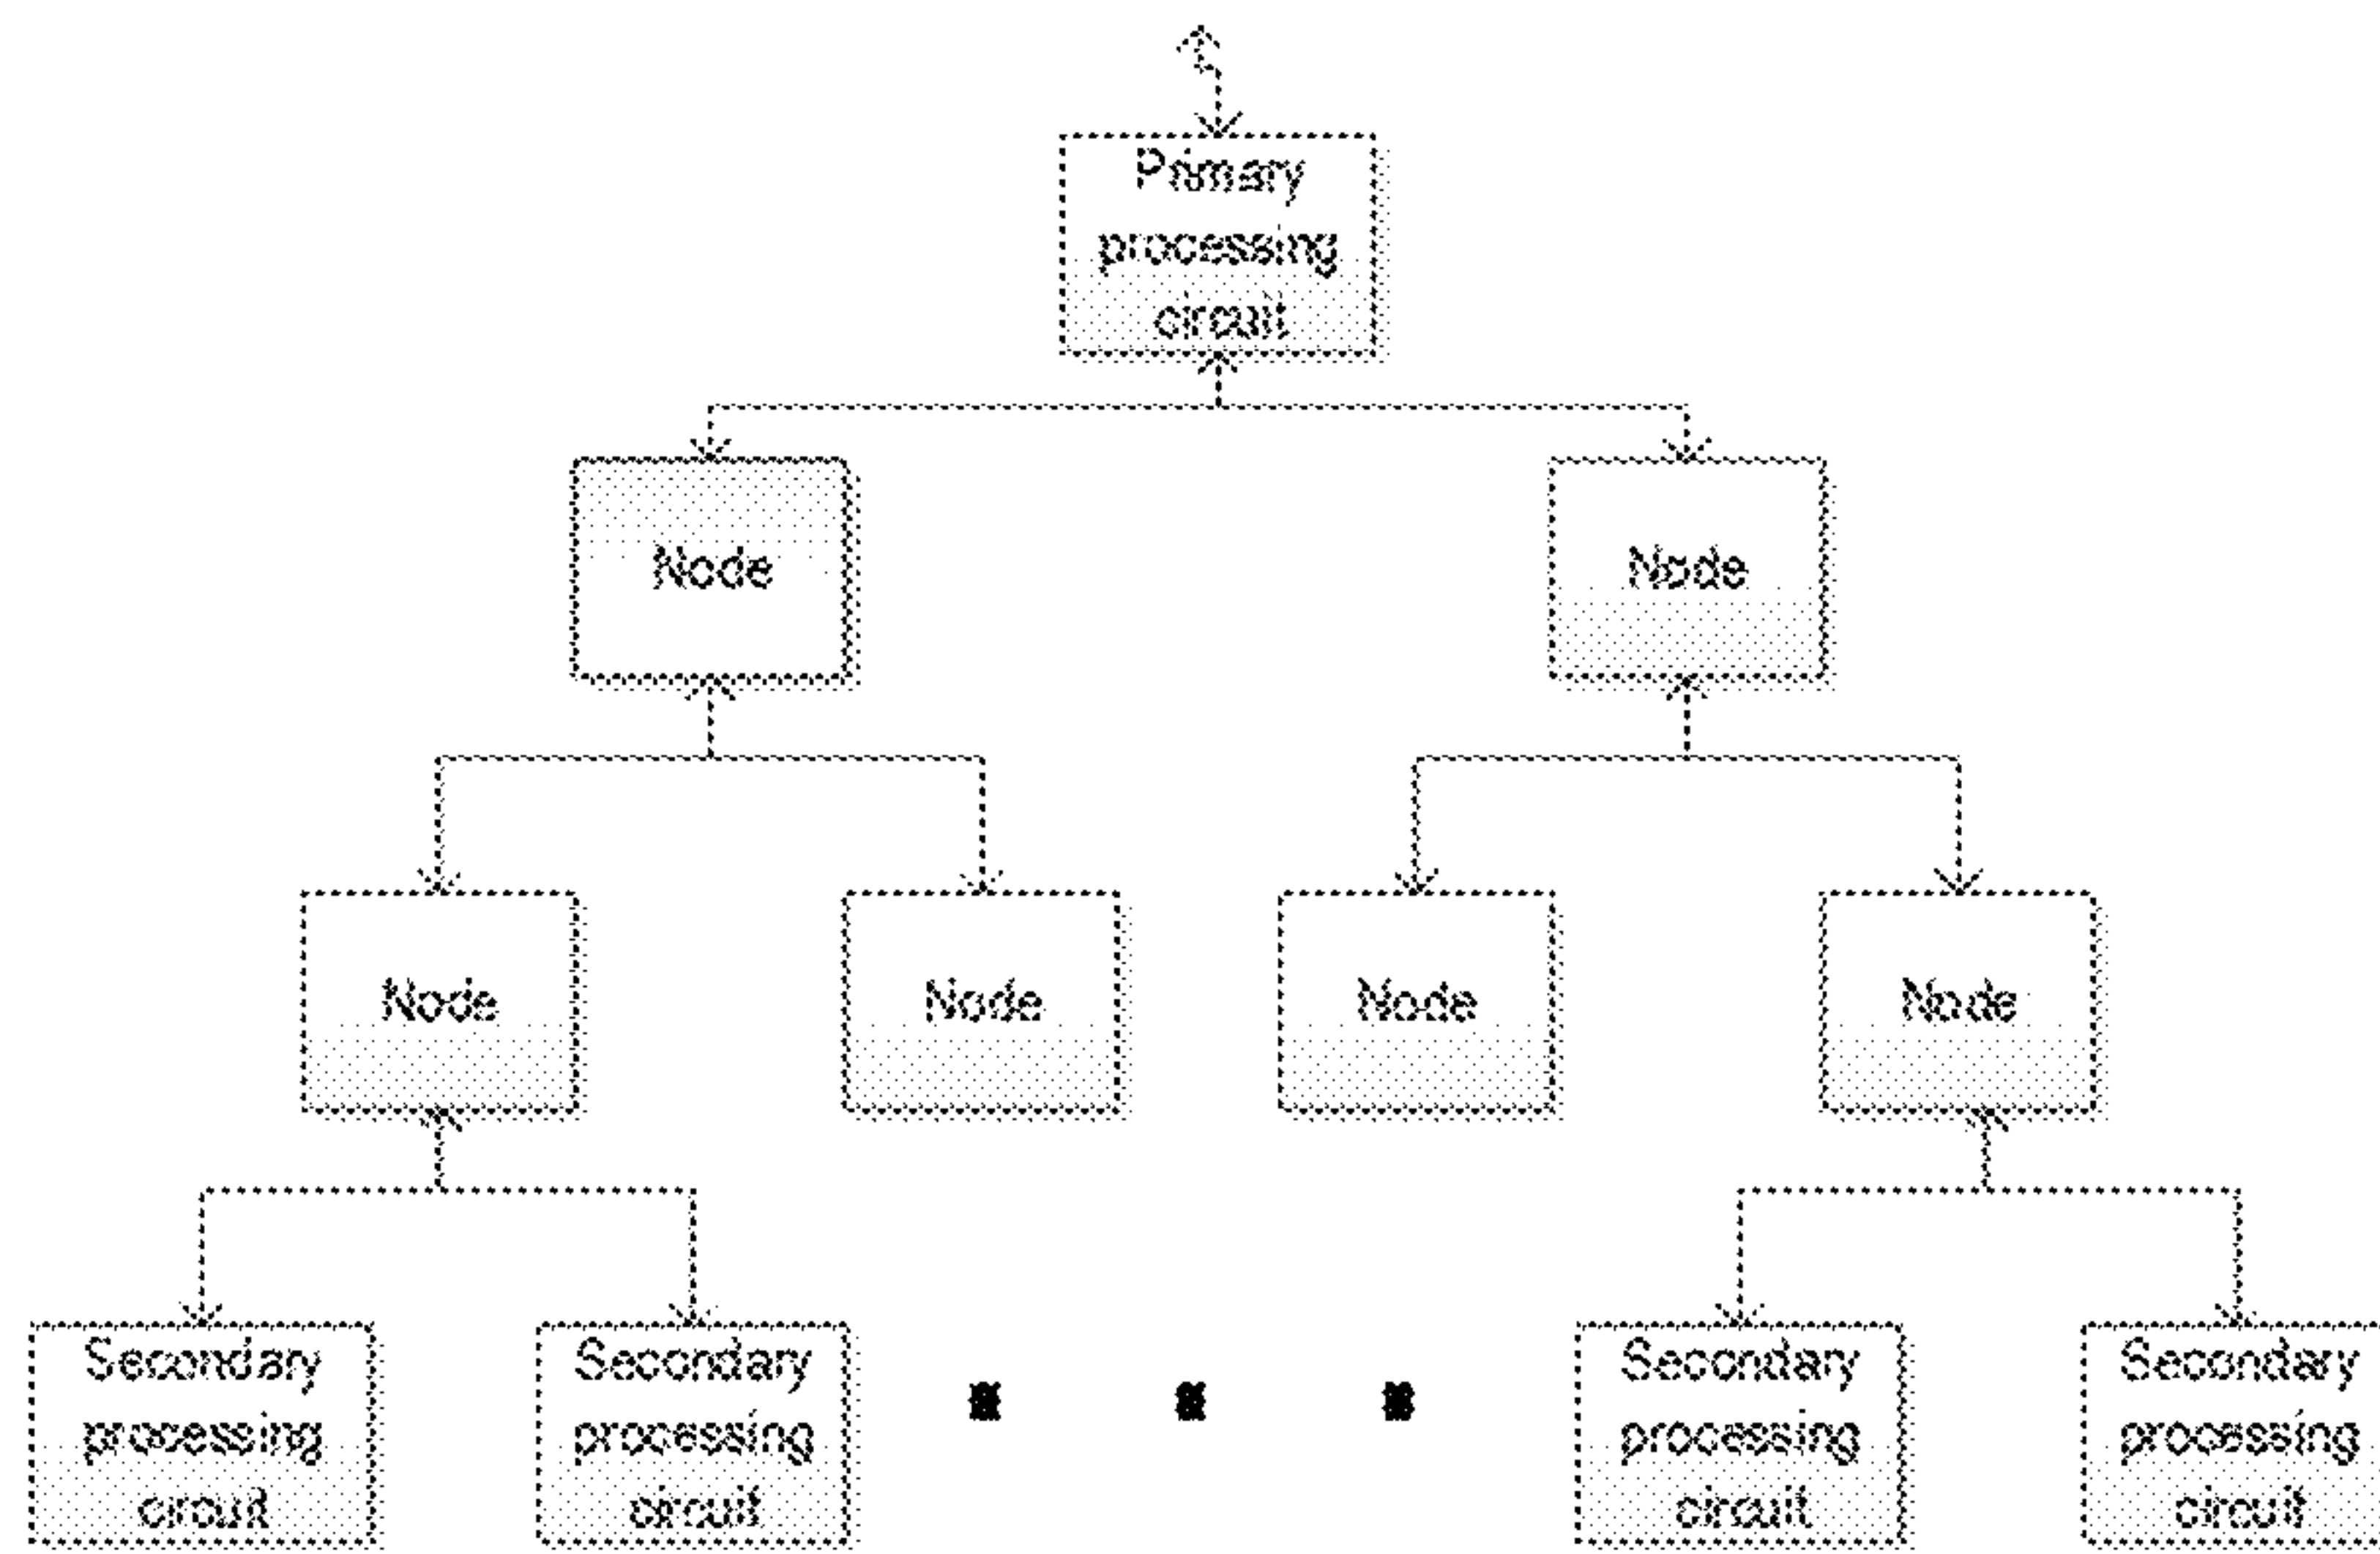 Primary
processing
circuit
Node
Node
Node
Node
Node
Node
Secondary
processing
circuit
Secondary
processing
circuit
Secondary
processing
circuit
Secondary
processing
circuit